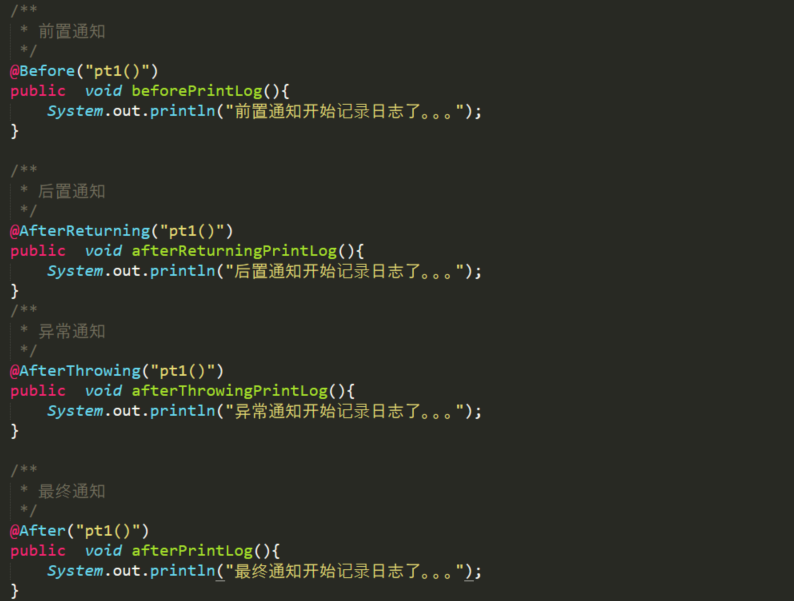 /**
 * 前置通知
 */
@Before("pt1()")
public  void beforePrintLog(){
    System.out.println("前置通知开始记录日志了。。。");
}

/**
 * 后置通知
 */
@AfterReturning("pt1()")
public  void afterReturningPrintLog(){
    System.out.println("后置通知开始记录日志了。。。");
}
/**
 * 异常通知
 */
@AfterThrowing("pt1()")
public  void afterThrowingPrintLog(){
    System.out.println("异常通知开始记录日志了。。。");
}

/**
 * 最终通知
 */
@After("pt1()")
public  void afterPrintLog(){
    System.out.println("最终通知开始记录日志了。。。");
}